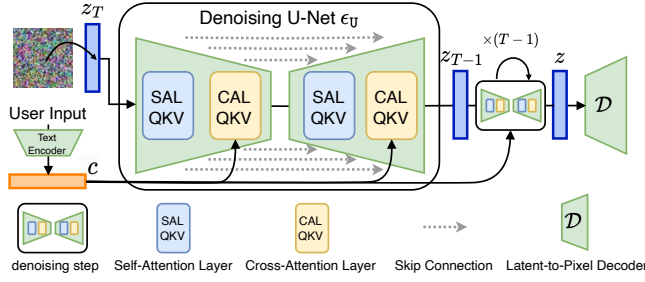 z_T
Denoising U-Net ϵ_U
z_{T−1}
×(T−1)
z
SAL
QKV
CAL
QKV
SAL
QKV
CAL
QKV
D
User Input
Text
Encoder
c
SAL
QKV
CAL
QKV
D
denoising step
Self-Attention Layer
Cross-Attention Layer
Skip Connection
Latent-to-Pixel Decoder